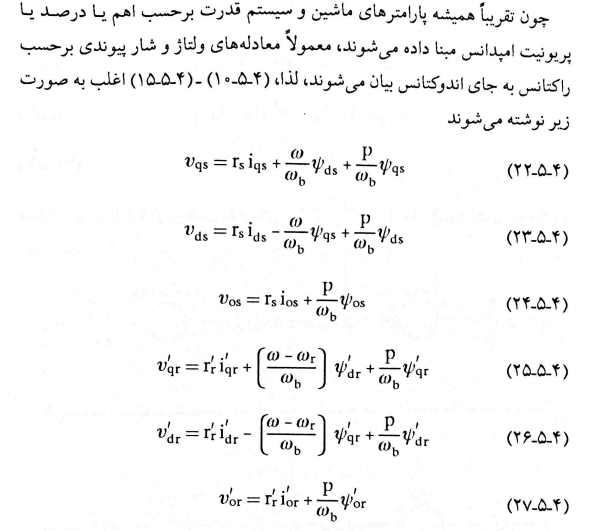 چون تقریباً همیشه پارامترهای ماشین و سیستم قدرت برحسب اهم یا درصد یا
پریونیت امپدانس مبنا داده می‌شوند، معمولاً معادله‌های ولتاژ و شار پیوندی برحسب
راکتانس به جای اندوکتانس بیان می‌شوند، لذا، (۴-۵-۱۰) - (۴-۵-۱۵) اغلب به صورت
زیر نوشته می‌شوند
v_qs = r_s i_qs + ω/ω_b ψ_ds + p/ω_b ψ_qs (۴-۵-۲۲)
v_ds = r_s i_ds - ω/ω_b ψ_qs + p/ω_b ψ_ds (۴-۵-۲۳)
v_os = r_s i_os + p/ω_b ψ_os (۴-۵-۲۴)
v'_qr = r'_r i'_qr + ((ω - ω_r)/ω_b) ψ'_dr + p/ω_b ψ'_qr (۴-۵-۲۵)
v'_dr = r'_r i'_dr - ((ω - ω_r)/ω_b) ψ'_qr + p/ω_b ψ'_dr (۴-۵-۲۶)
v'_or = r'_r i'_or + p/ω_b ψ'_or (۴-۵-۲۷)